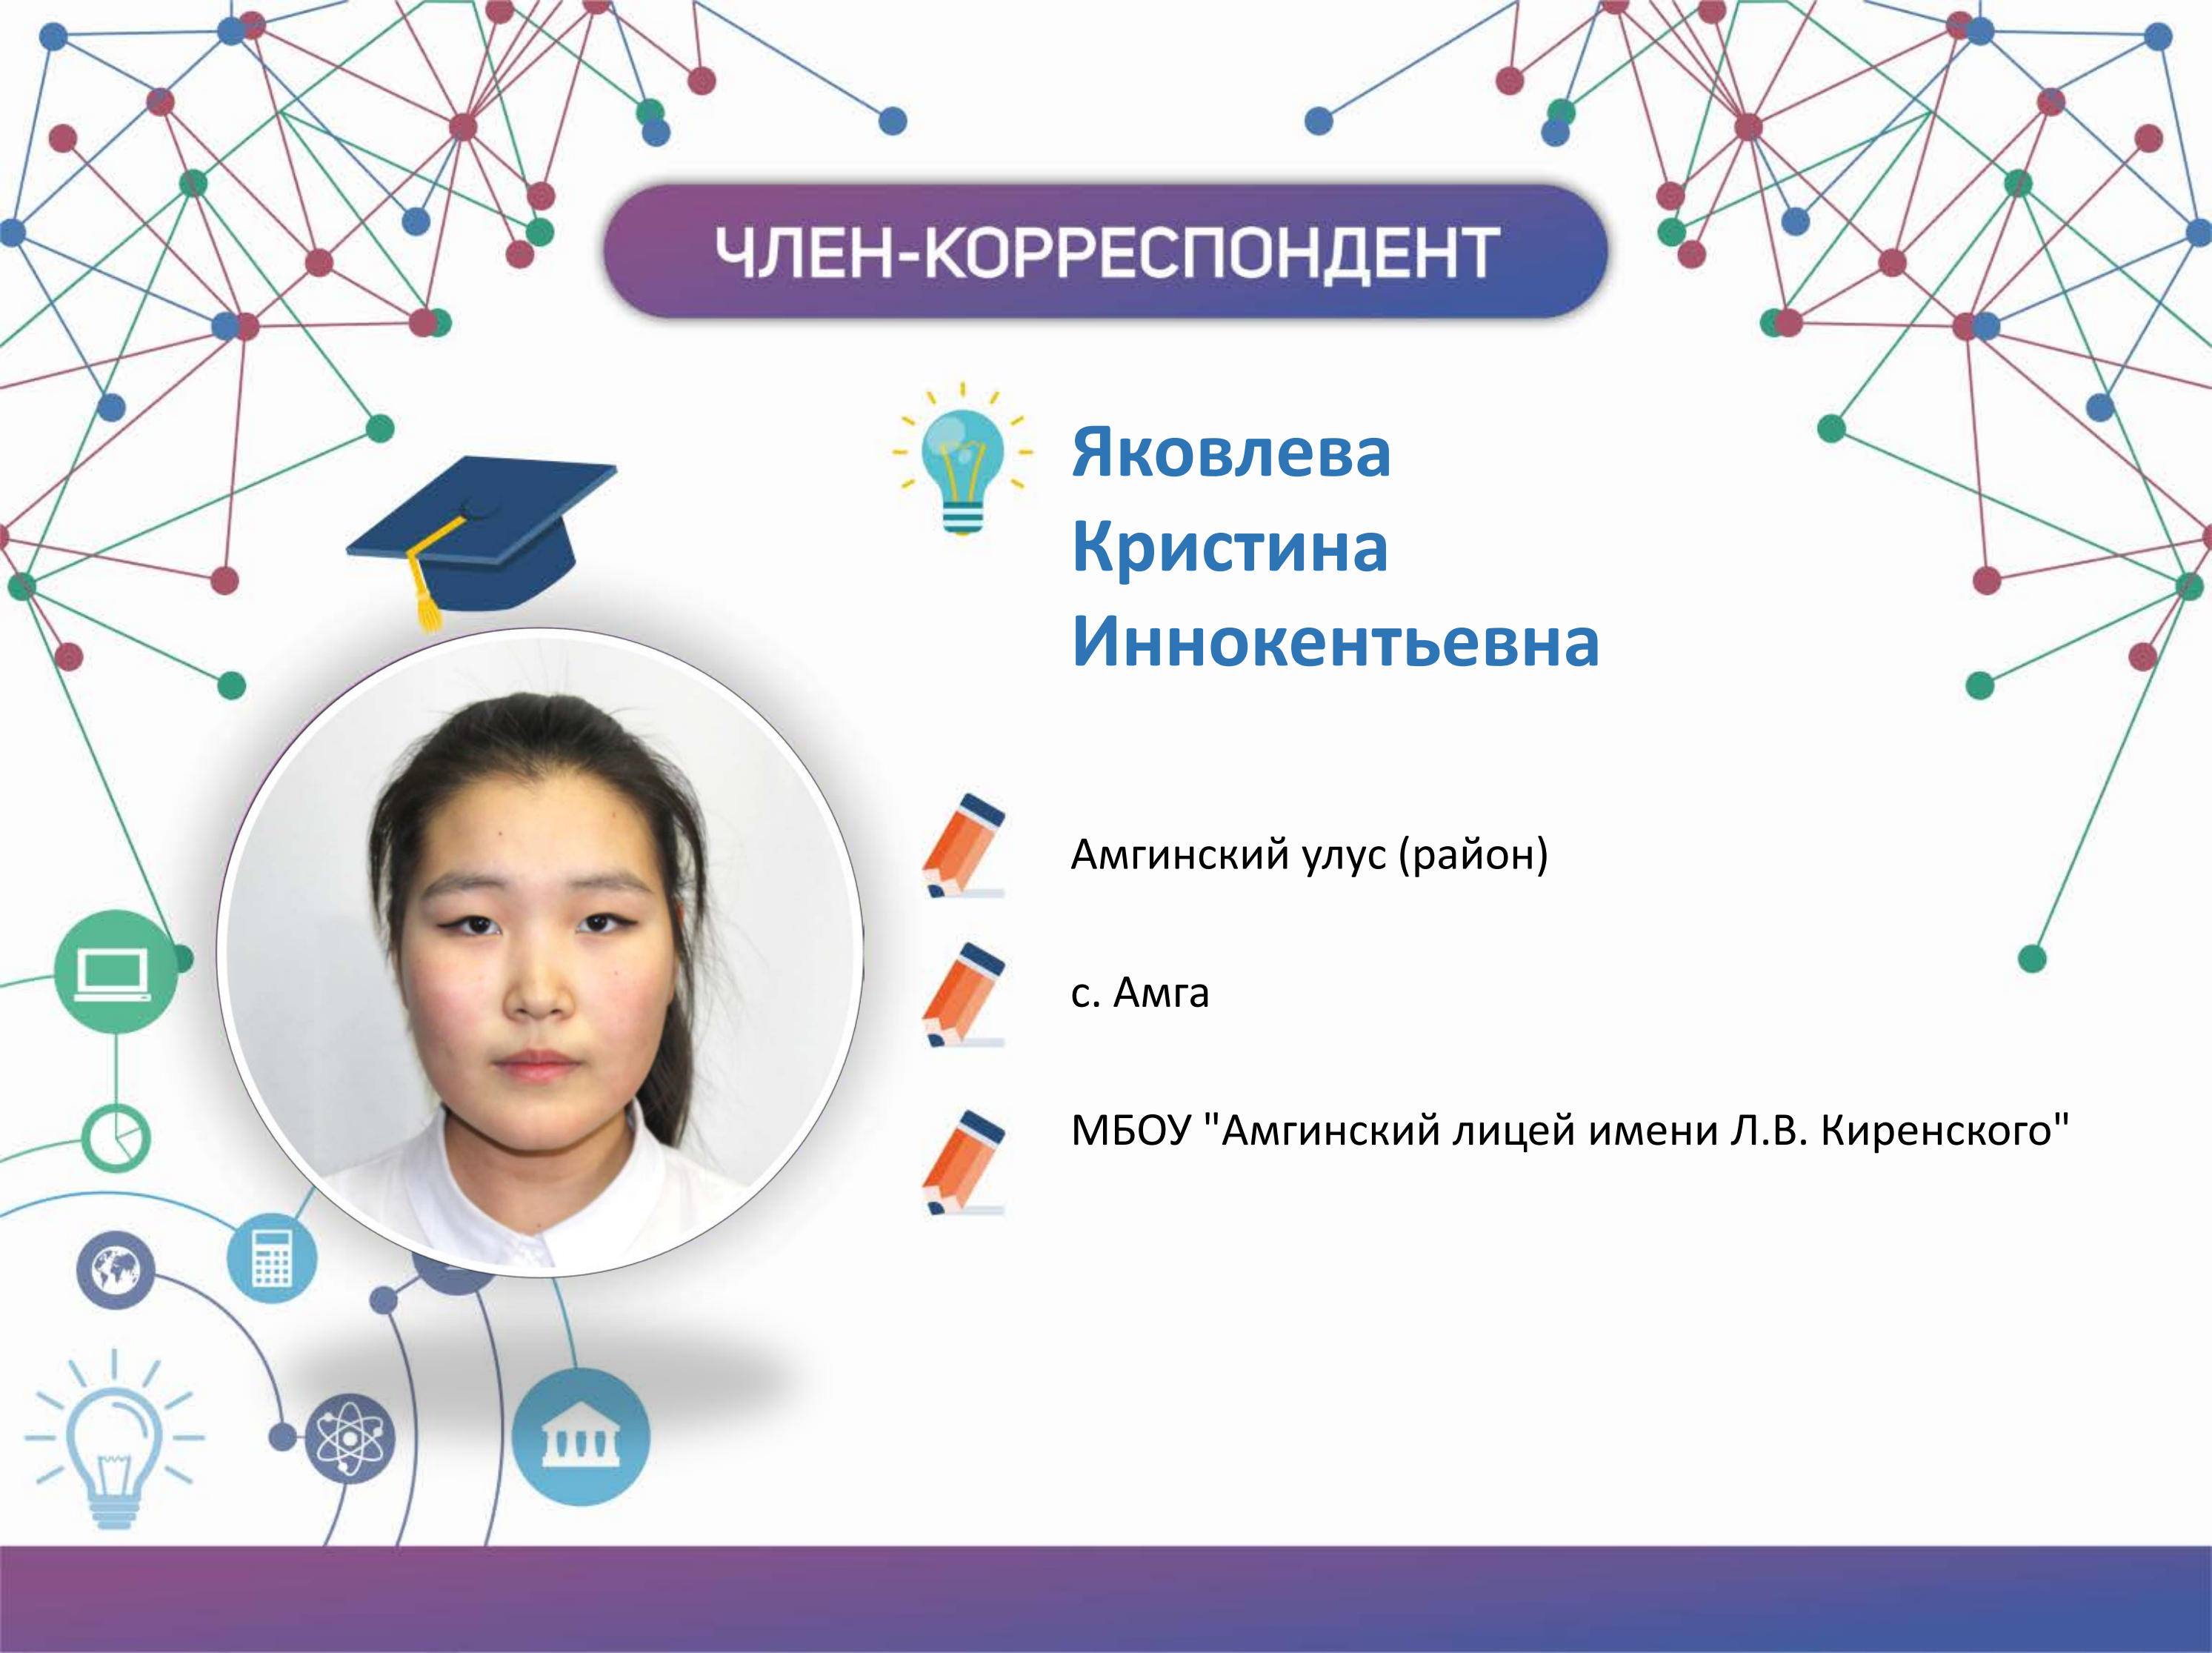 ЧЛЕН-КОРРЕСПОНДЕНТ
Яковлева
Кристина
Иннокентьевна
Амгинский улус (район)
с. Амга
МБОУ "Амгинский лицей имени Л.В. Киренского"